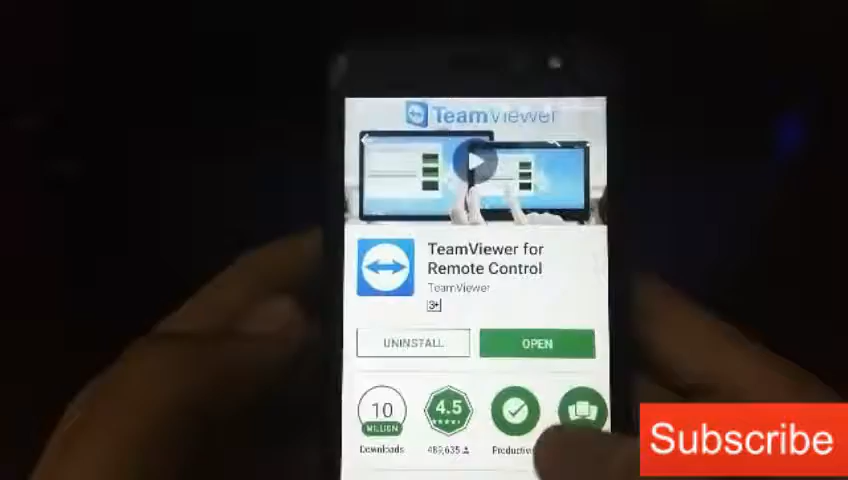 TeamViewer
TeamViewer for
Remote Control
TeamViewer
3+
UNINSTALL
OPEN
10
MILLION
4.5
Downloads
Subscribe